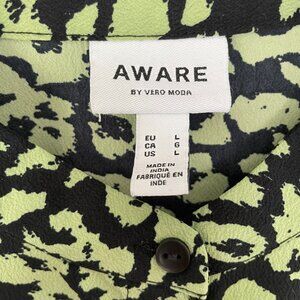 AWARE
BY VERO MODA
EU L
CA G
US L
MADE IN
INDIA
FABRIQUÉ EN
INDE